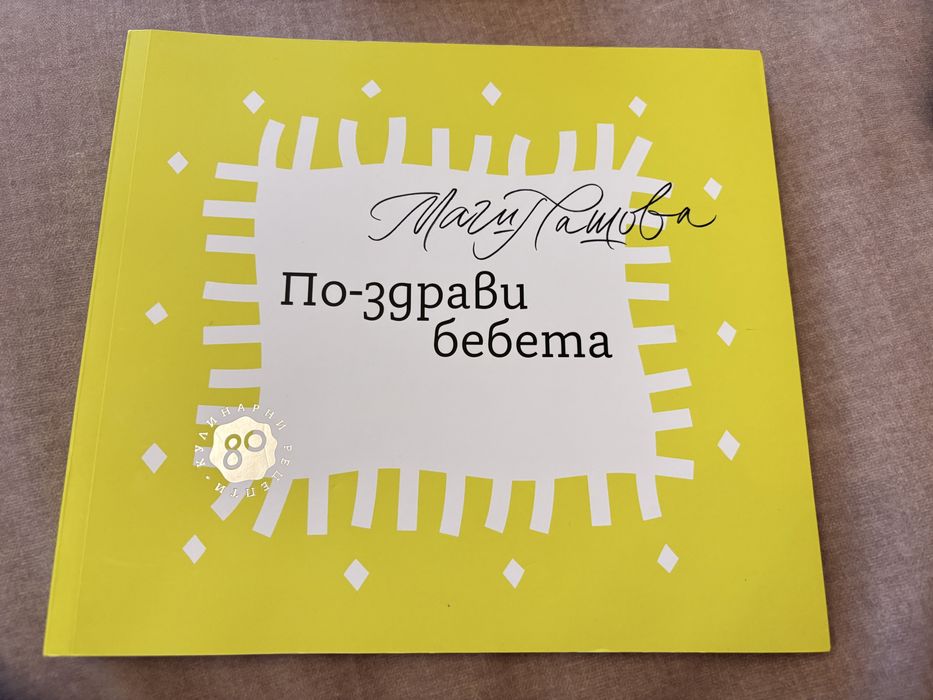 Маги Пашова
По-здрави
бебета
80
КУЛИНАРНИ РЕЦЕПТИ